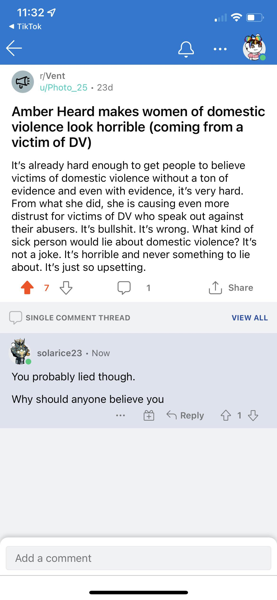 11:32
TikTok
r/Vent
u/Photo_25 • 23d
Amber Heard makes women of domestic
violence look horrible (coming from a
victim of DV)
It's already hard enough to get people to believe
victims of domestic violence without a ton of
evidence and even with evidence, it's very hard.
From what she did, she is causing even more
distrust for victims of DV who speak out against
their abusers. It's bullshit. It's wrong. What kind of
sick person would lie about domestic violence? It's
not a joke. It's horrible and never something to lie
about. It's just so upsetting.
7 1 Share
SINGLE COMMENT THREAD VIEW ALL
solarice23 • Now
You probably lied though.
Why should anyone believe you
Reply 1
Add a comment